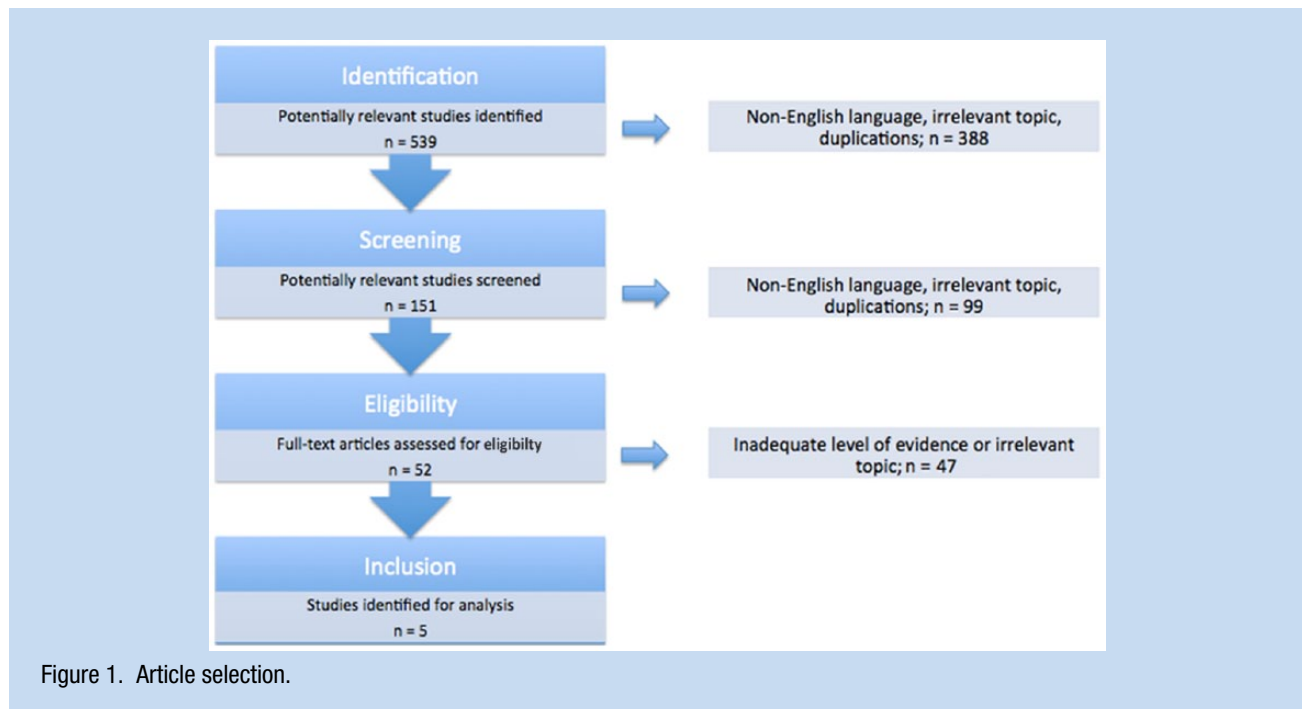 Identification
Potentially relevant studies identified
n = 539
Non-English language, irrelevant topic,
duplications; n = 388
Screening
Potentially relevant studies screened
n = 151
Non-English language, irrelevant topic,
duplications; n = 99
Eligibility
Full-text articles assessed for eligibilty
n = 52
Inadequate level of evidence or irrelevant
topic; n = 47
Inclusion
Studies identified for analysis
n = 5
Figure 1. Article selection.